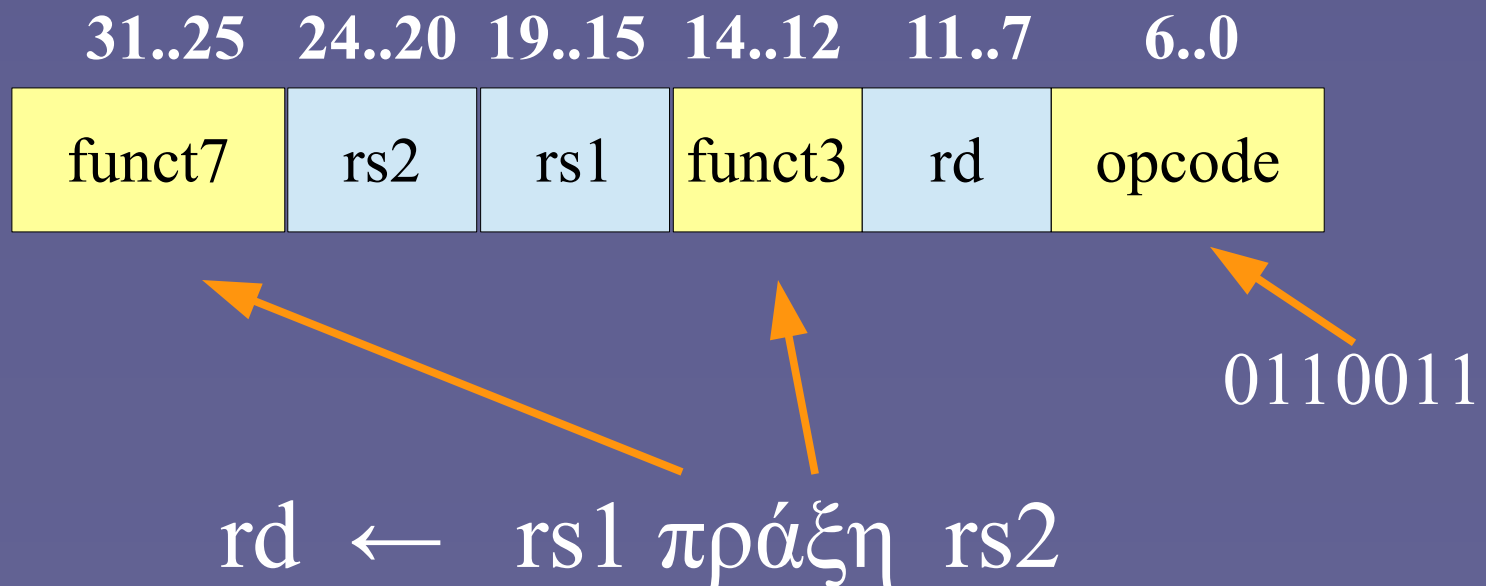 31..25 24..20 19..15 14..12 11..7 6..0
funct7 rs2 rs1 funct3 rd opcode
0110011
rd ← rs1 πράξη rs2